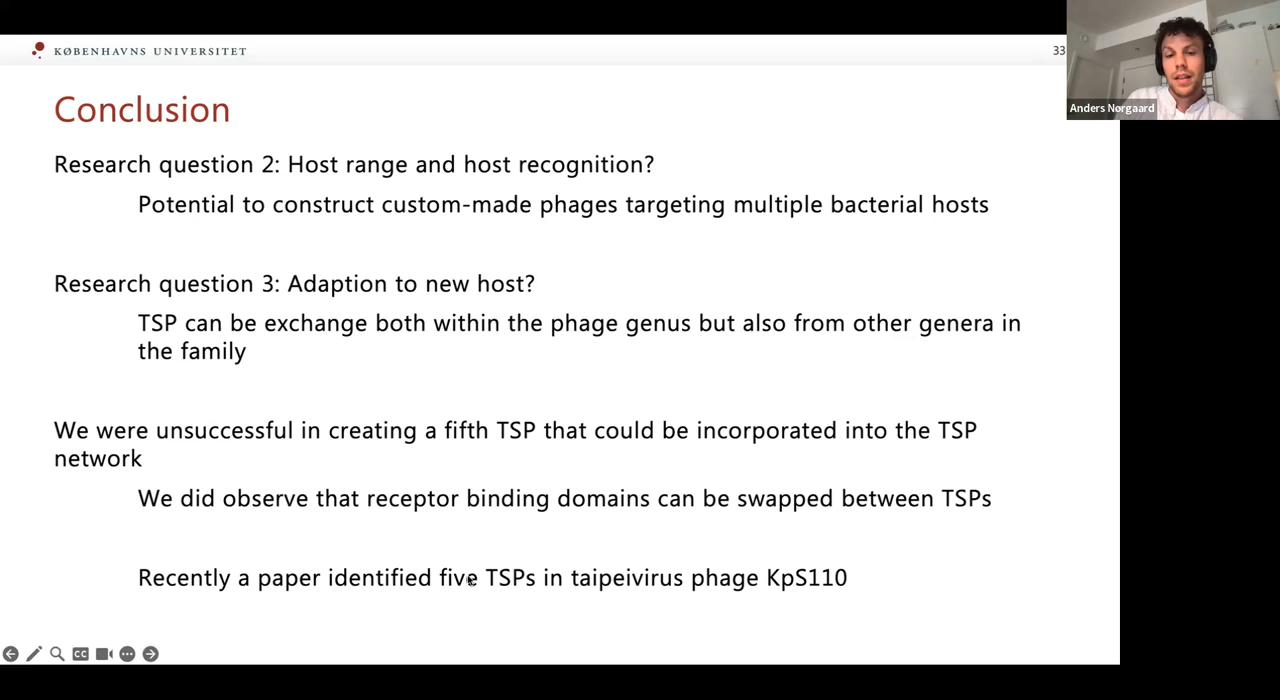 KØBENHAVNS UNIVERSITET
33
Anders Nørgaard
Conclusion
Research question 2: Host range and host recognition?
Potential to construct custom-made phages targeting multiple bacterial hosts
Research question 3: Adaption to new host?
TSP can be exchange both within the phage genus but also from other genera in
the family
We were unsuccessful in creating a fifth TSP that could be incorporated into the TSP
network
We did observe that receptor binding domains can be swapped between TSPs
Recently a paper identified five TSPs in taipeivirus phage KpS110
CC